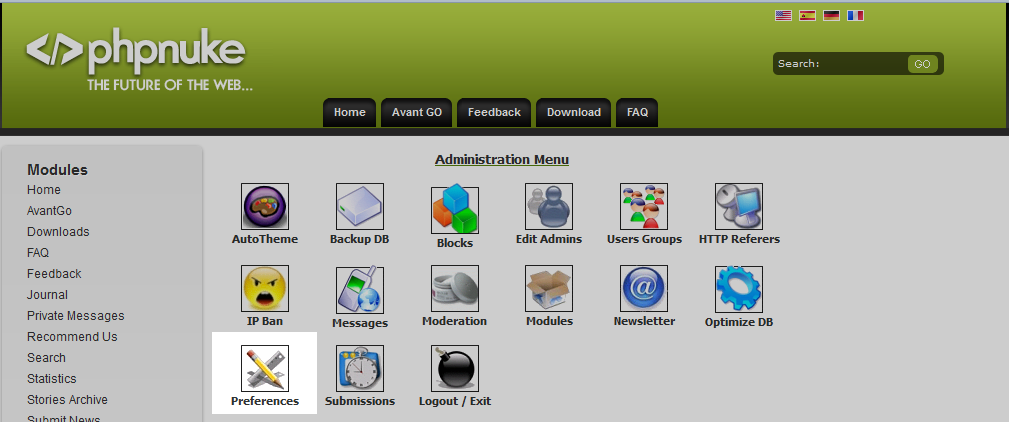 </>phpnuke
THE FUTURE OF THE WEB...
Search: GO
Home Avant GO Feedback Download FAQ
Modules
Home
AvantGo
Downloads
FAQ
Feedback
Journal
Private Messages
Recommend Us
Search
Statistics
Stories Archive
Submit News
Administration Menu
AutoTheme Backup DB Blocks Edit Admins Users Groups HTTP Referers
IP Ban Messages Moderation Modules Newsletter Optimize DB
Preferences Submissions Logout / Exit